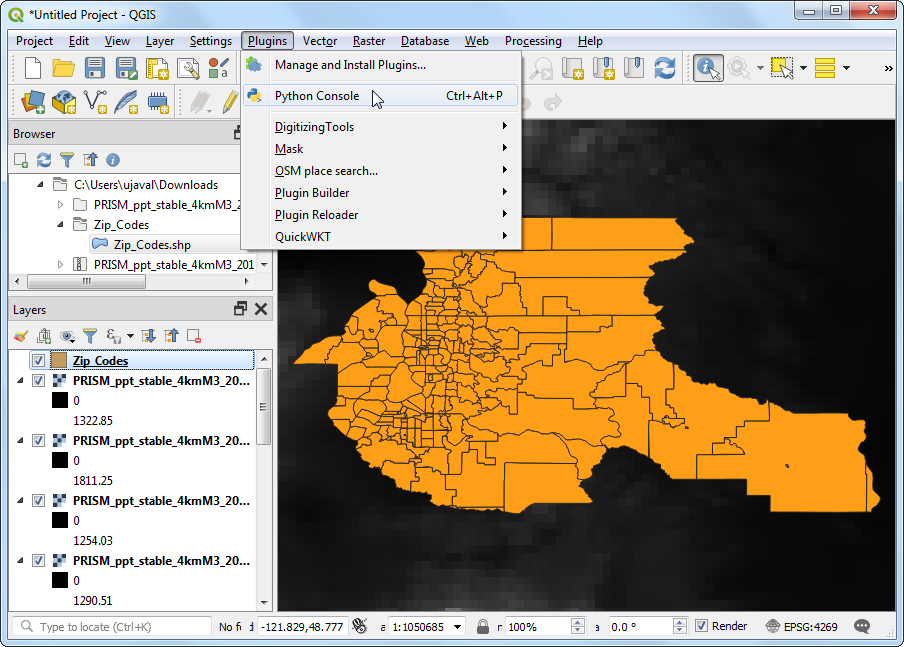 *Untitled Project - QGIS
Project Edit View Layer Settings Plugins Vector Raster Database Web Processing Help
Manage and Install Plugins...
Python Console Ctrl+Alt+P
DigitizingTools
Mask
OSM place search...
Plugin Builder
Plugin Reloader
QuickWKT
»
Browser
C:\Users\ujaval\Downloads
PRISM_ppt_stable_4kmM3_2
Zip_Codes
Zip_Codes.shp
PRISM_ppt_stable_4kmM3_201
Layers
Zip_Codes
PRISM_ppt_stable_4kmM3_20...
0
1322.85
PRISM_ppt_stable_4kmM3_20...
0
1811.25
PRISM_ppt_stable_4kmM3_20...
0
1254.03
PRISM_ppt_stable_4kmM3_20...
0
1290.51
Type to locate (Ctrl+K) No -121.829,48.777 1:1050685 100% 0.0 ° Render EPSG:4269